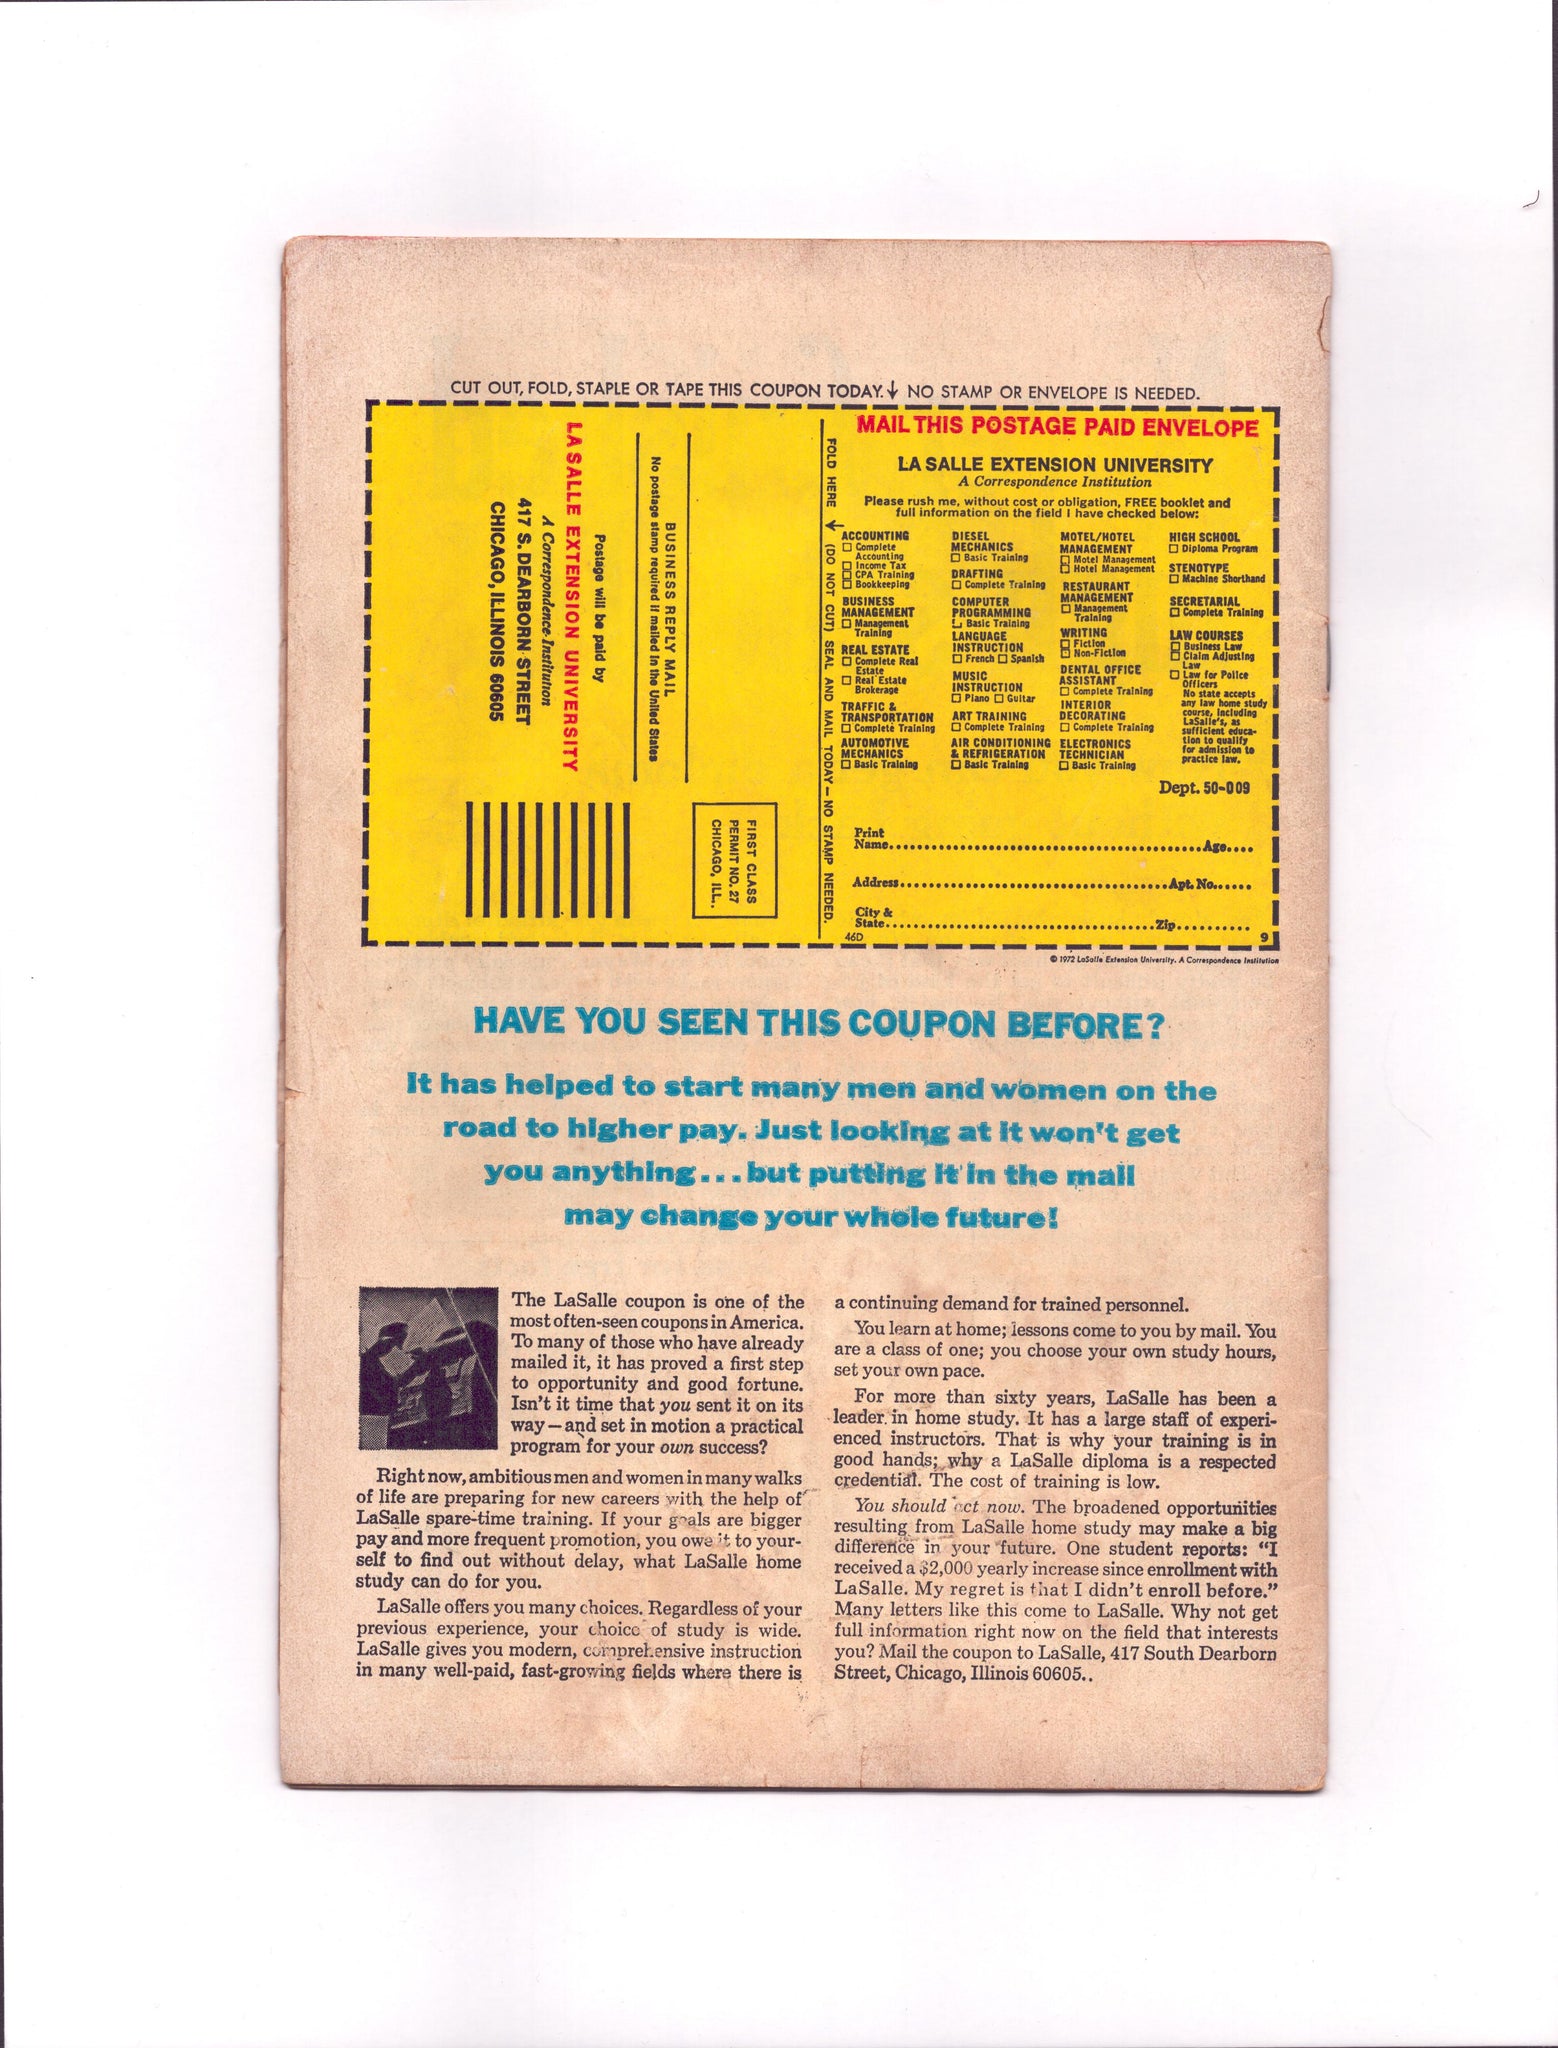 CUT OUT, FOLD, STAPLE OR TAPE THIS COUPON TODAY. ↓ NO STAMP OR ENVELOPE IS NEEDED.
LA SALLE EXTENSION UNIVERSITY
A Correspondence Institution
417 S. DEARBORN STREET
CHICAGO, ILLINOIS 60605
Postage will be paid by
No postage stamp required if mailed in the United States
BUSINESS REPLY MAIL
FIRST CLASS
PERMIT NO. 27
CHICAGO, ILL.
FOLD HERE → (DO NOT CUT) SEAL AND MAIL TODAY — NO STAMP NEEDED.
MAIL THIS POSTAGE PAID ENVELOPE
LA SALLE EXTENSION UNIVERSITY
A Correspondence Institution
Please rush me, without cost or obligation, FREE booklet and
full information on the field I have checked below:
ACCOUNTING
☐ Complete
Accounting
☐ Income Tax
☐ CPA Training
☐ Bookkeeping
BUSINESS
MANAGEMENT
☐ Management
Training
REAL ESTATE
☐ Complete Real
Estate
☐ Real Estate
Brokerage
TRAFFIC &
TRANSPORTATION
☐ Complete Training
AUTOMOTIVE
MECHANICS
☐ Basic Training
DIESEL
MECHANICS
☐ Basic Training
DRAFTING
☐ Complete Training
COMPUTER
PROGRAMMING
☐ Basic Training
LANGUAGE
INSTRUCTION
☐ French ☐ Spanish
MUSIC
INSTRUCTION
☐ Piano ☐ Guitar
ART TRAINING
☐ Complete Training
AIR CONDITIONING
& REFRIGERATION
☐ Basic Training
MOTEL/HOTEL
MANAGEMENT
☐ Motel Management
☐ Hotel Management
RESTAURANT
MANAGEMENT
☐ Management
Training
WRITING
☐ Fiction
☐ Non-Fiction
DENTAL OFFICE
ASSISTANT
☐ Complete Training
INTERIOR
DECORATING
☐ Complete Training
ELECTRONICS
TECHNICIAN
☐ Basic Training
HIGH SCHOOL
☐ Diploma Program
STENOTYPE
☐ Machine Shorthand
SECRETARIAL
☐ Complete Training
LAW COURSES
☐ Business Law
☐ Claim Adjusting
Law
☐ Law for Police
Officers
No state accepts
any law home study
course, including
LaSalle's, as
sufficient educa-
tion to qualify
for admission to
practice law.
Dept. 50-009
Print
Name.....Age....
Address.....Apt. No.....
City &
State.....Zip.....
46D
9
© 1972 LaSalle Extension University. A Correspondence Institution
HAVE YOU SEEN THIS COUPON BEFORE?
It has helped to start many men and women on the
road to higher pay. Just looking at it won't get
you anything...but putting it in the mail
may change your whole future!
The LaSalle coupon is one of the
most often-seen coupons in America.
To many of those who have already
mailed it, it has proved a first step
to opportunity and good fortune.
Isn't it time that you sent it on its
way — and set in motion a practical
program for your own success?
Right now, ambitious men and women in many walks
of life are preparing for new careers with the help of
LaSalle spare-time training. If your goals are bigger
pay and more frequent promotion, you owe it to your-
self to find out without delay, what LaSalle home
study can do for you.
LaSalle offers you many choices. Regardless of your
previous experience, your choice of study is wide.
LaSalle gives you modern, comprehensive instruction
in many well-paid, fast-growing fields where there is
a continuing demand for trained personnel.
You learn at home; lessons come to you by mail. You
are a class of one; you choose your own study hours,
set your own pace.
For more than sixty years, LaSalle has been a
leader in home study. It has a large staff of experi-
enced instructors. That is why your training is in
good hands; why a LaSalle diploma is a respected
credential. The cost of training is low.
You should act now. The broadened opportunities
resulting from LaSalle home study may make a big
difference in your future. One student reports: "I
received a $2,000 yearly increase since enrollment with
LaSalle. My regret is that I didn't enroll before."
Many letters like this come to LaSalle. Why not get
full information right now on the field that interests
you? Mail the coupon to LaSalle, 417 South Dearborn
Street, Chicago, Illinois 60605..